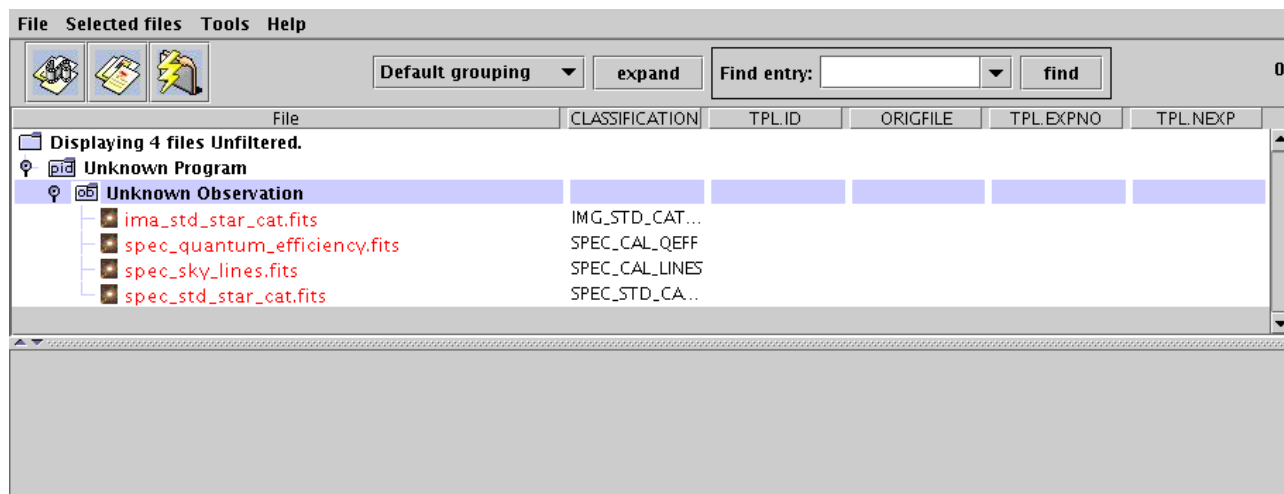 File Selected files Tools Help
Default grouping expand Find entry: find 0
File CLASSIFICATION TPL.ID ORIGFILE TPL.EXPNO TPL.NEXP
Displaying 4 files Unfiltered.
pid Unknown Program
ob Unknown Observation
ima_std_star_cat.fits IMG_STD_CAT...
spec_quantum_efficiency.fits SPEC_CAL_QEFF
spec_sky_lines.fits SPEC_CAL_LINES
spec_std_star_cat.fits SPEC_STD_CA...